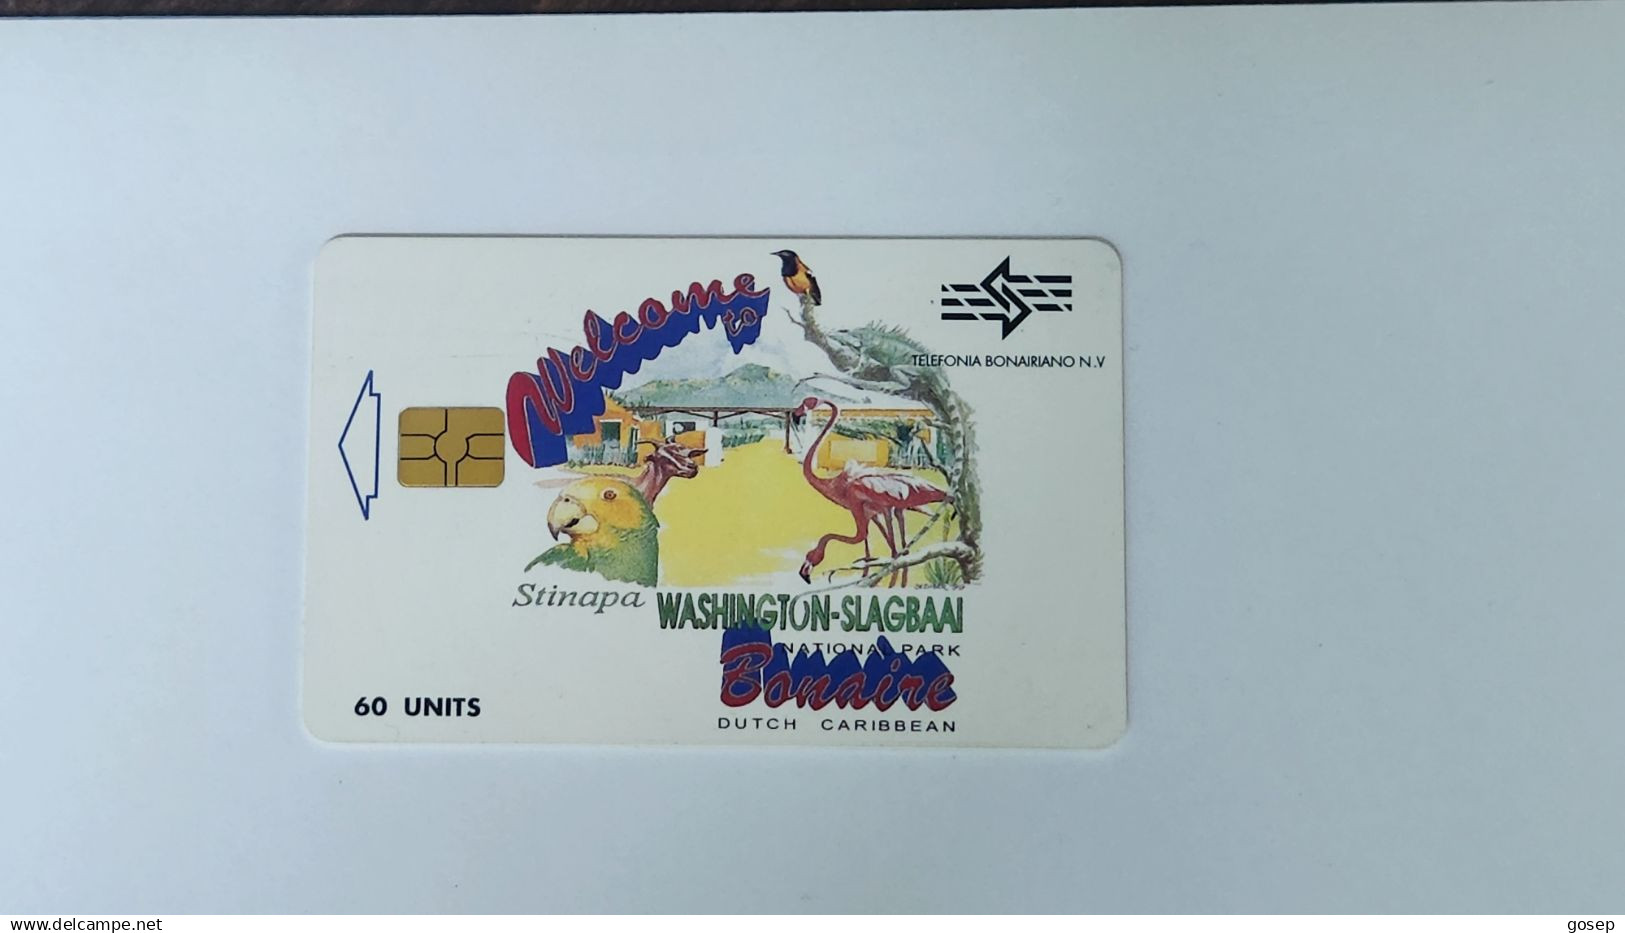 Welcome
to
TELEFONIA BONAIRIANO N.V
Stinapa WASHINGTON-SLAGBAAI
NATIONAL PARK
Bonaire
60 UNITS
DUTCH CARIBBEAN
www.delcampe.net
gosep